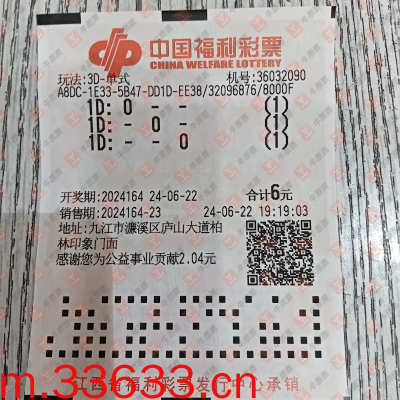 中国福利彩票
CHINA WELFARE LOTTERY
玩法:3D-单式 机号:36032090
A8DC-1E33-5B47-DD1D-EE38/32096876/8000F
1D: 0 - - (1)
1D: - 0 - (1)
1D: - - 0 (1)
开奖期:2024164 24-06-22 合计6元
销售期:2024164-23 24-06-22 19:19:03
地址:九江市濂溪区庐山大道柏
林印象门面
感谢您为公益事业贡献2.04元
江西省福利彩票发行中心承销
m.33633.cn